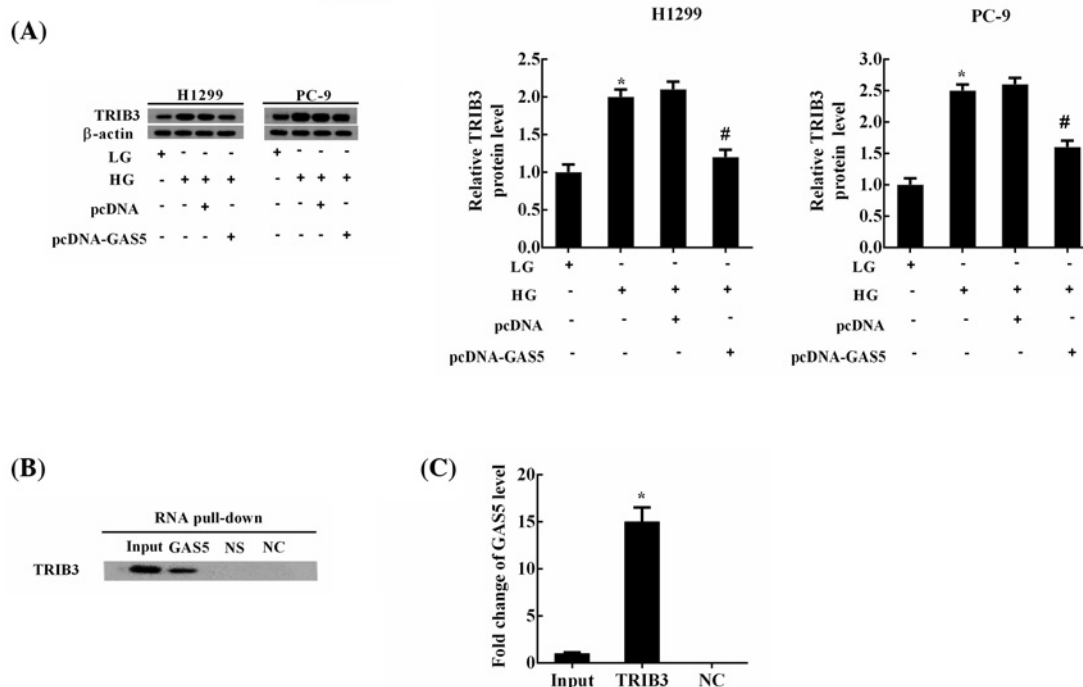 (A)
H1299 PC-9
TRIB3
β-actin
LG + - - - + - - -
HG - + + + - + + +
pcDNA - - + - - - + -
pcDNA-GAS5 - - - + - - - +
H1299
Relative TRIB3
protein level
2.5
2.0
1.5
1.0
0.5
0.0
*
#
LG + - - -
HG - + + +
pcDNA - - + -
pcDNA-GAS5 - - - +
PC-9
Relative TRIB3
protein level
3.0
2.5
2.0
1.5
1.0
0.5
0.0
*
#
LG + - - -
HG - + + +
pcDNA - - + -
pcDNA-GAS5 - - - +
(B)
RNA pull-down
Input GAS5 NS NC
TRIB3
(C)
Fold change of GAS5 level
20
15
10
5
0
*
Input TRIB3 NC